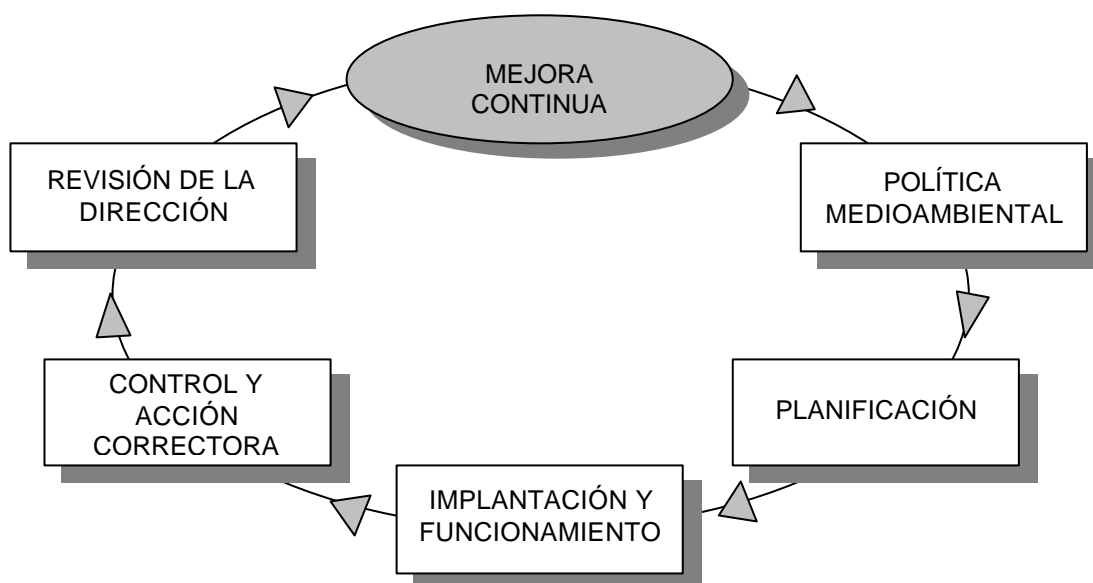 MEJORA
CONTINUA
POLÍTICA
MEDIOAMBIENTAL
PLANIFICACIÓN
IMPLANTACIÓN Y
FUNCIONAMIENTO
CONTROL Y
ACCIÓN
CORRECTORA
REVISIÓN DE LA
DIRECCIÓN